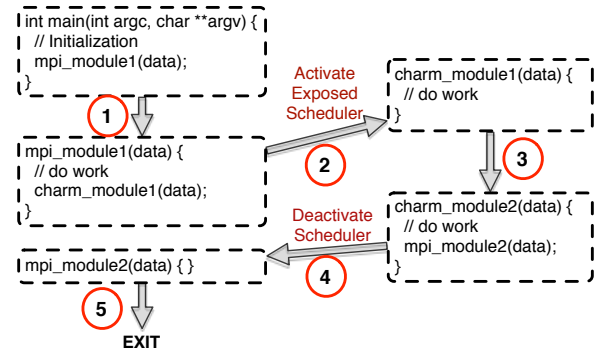 int main(int argc, char **argv) {
// Initialization
mpi_module1(data);
}
1
mpi_module1(data) {
// do work
charm_module1(data);
}
Activate
Exposed
Scheduler
2
charm_module1(data) {
// do work
}
3
charm_module2(data) {
// do work
mpi_module2(data);
}
Deactivate
Scheduler
4
mpi_module2(data) { }
5
EXIT